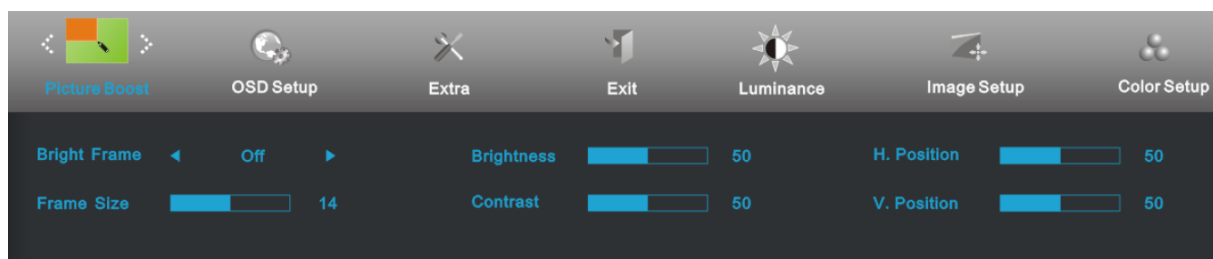 Picture Boost OSD Setup Extra Exit Luminance Image Setup Color Setup
Bright Frame Off Brightness 50 H. Position 50
Frame Size 14 Contrast 50 V. Position 50